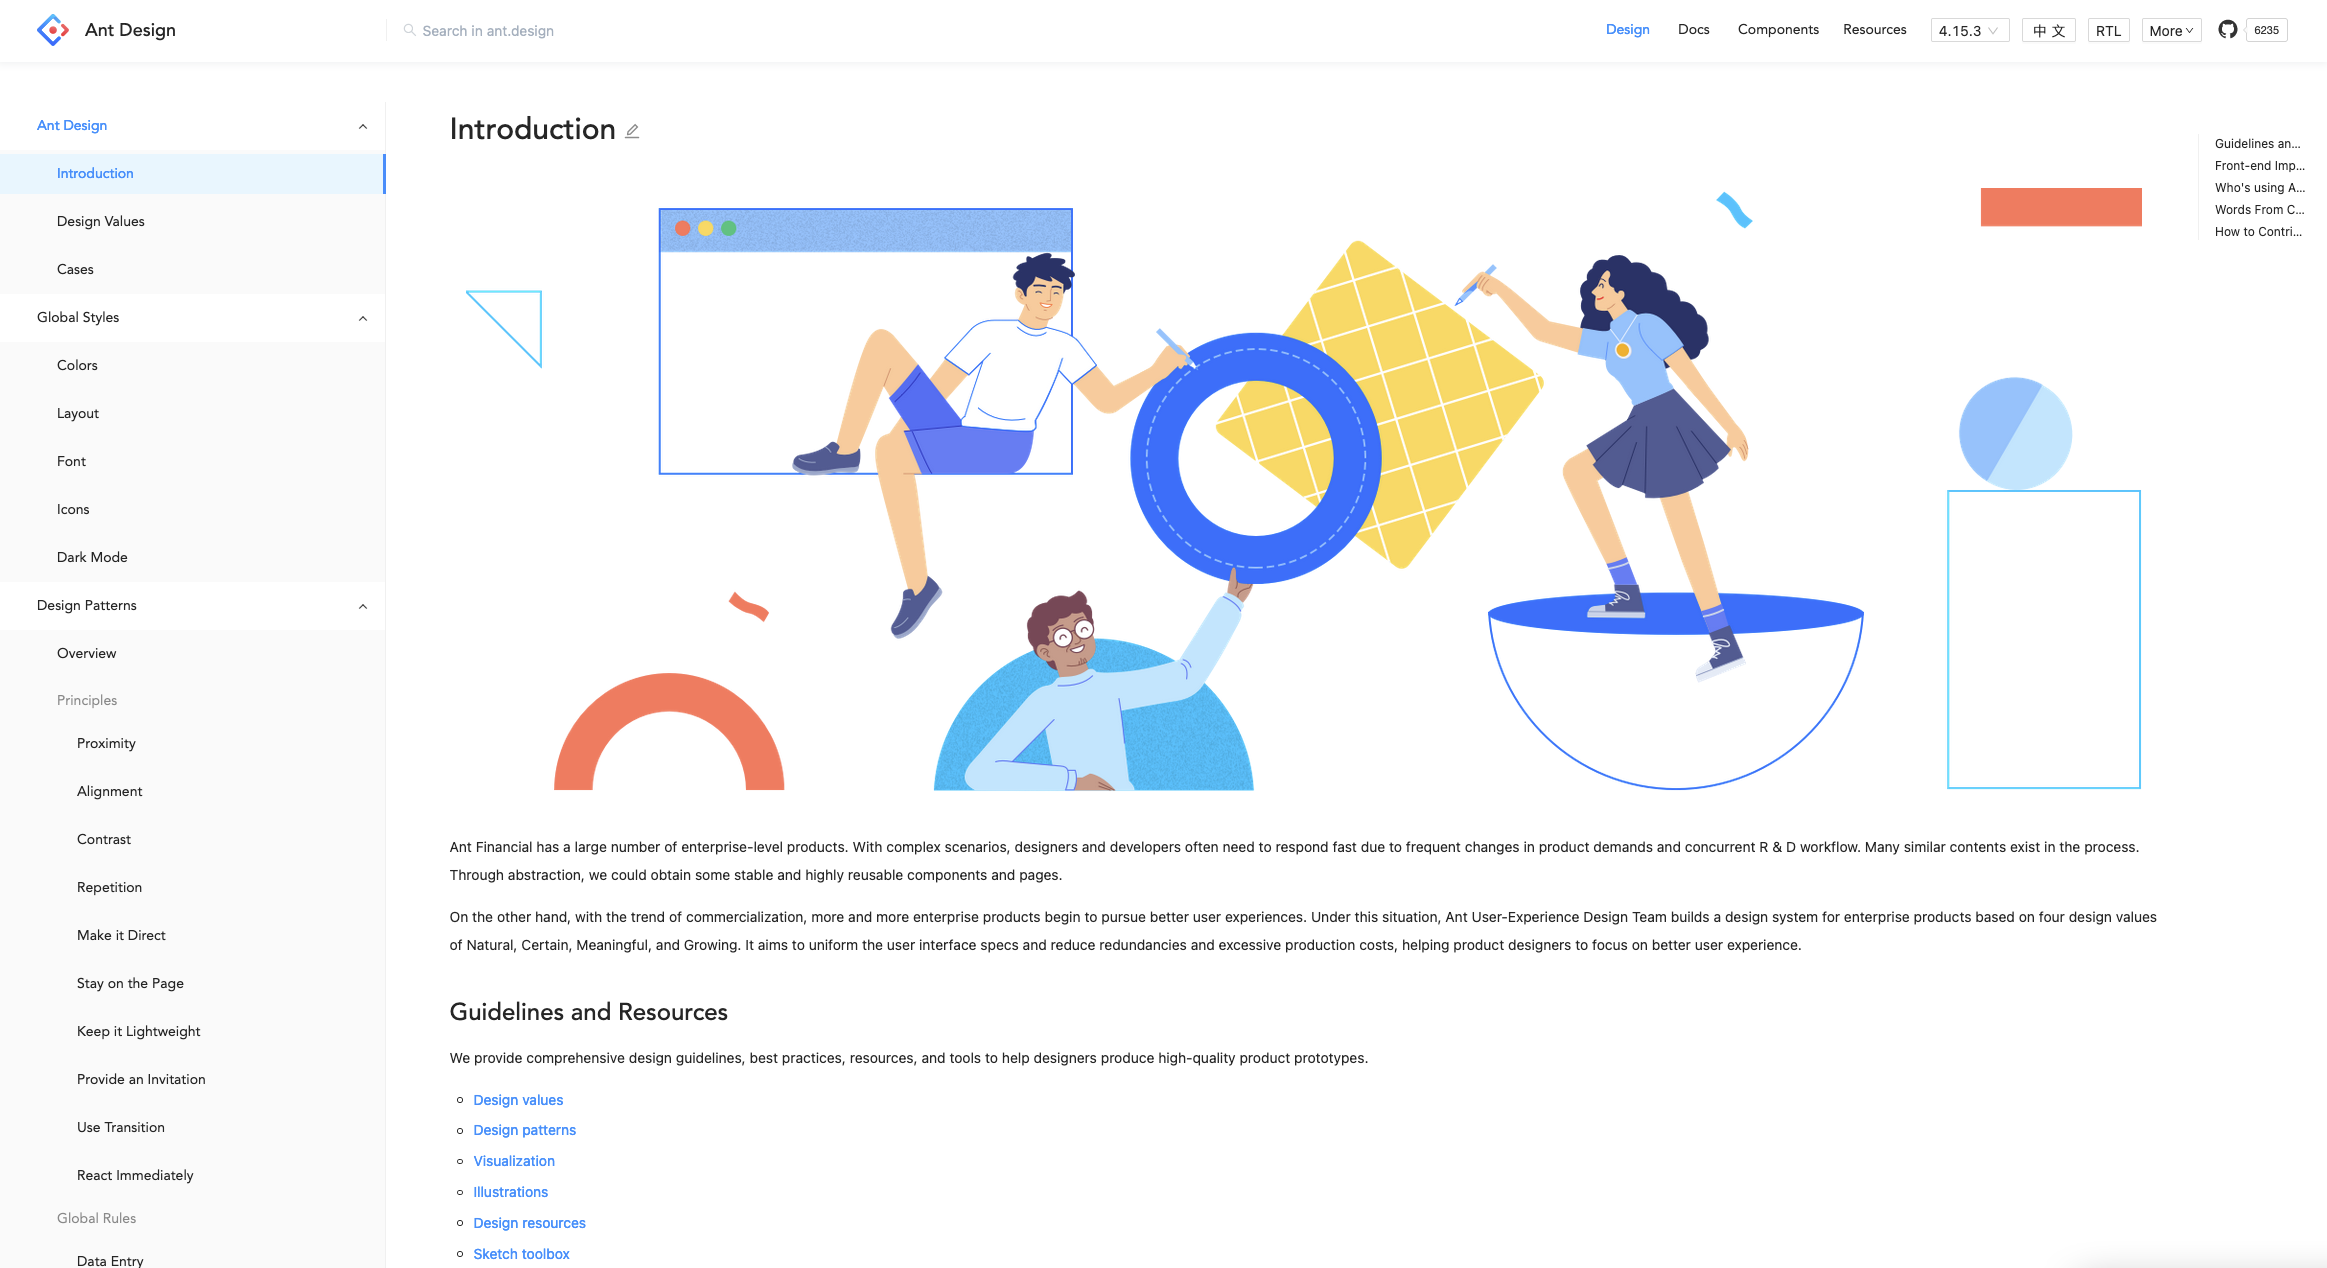 Ant Design
Search in ant.design
Design
Docs
Components
Resources
4.15.3
中 文
RTL
More
6235
Ant Design
Introduction
Design Values
Cases
Global Styles
Colors
Layout
Font
Icons
Dark Mode
Design Patterns
Overview
Principles
Proximity
Alignment
Contrast
Repetition
Make it Direct
Stay on the Page
Keep it Lightweight
Provide an Invitation
Use Transition
React Immediately
Global Rules
Data Entry
Introduction
Ant Financial has a large number of enterprise-level products. With complex scenarios, designers and developers often need to respond fast due to frequent changes in product demands and concurrent R & D workflow. Many similar contents exist in the process.
Through abstraction, we could obtain some stable and highly reusable components and pages.
On the other hand, with the trend of commercialization, more and more enterprise products begin to pursue better user experiences. Under this situation, Ant User-Experience Design Team builds a design system for enterprise products based on four design values
of Natural, Certain, Meaningful, and Growing. It aims to uniform the user interface specs and reduce redundancies and excessive production costs, helping product designers to focus on better user experience.
Guidelines and Resources
We provide comprehensive design guidelines, best practices, resources, and tools to help designers produce high-quality product prototypes.
Design values
Design patterns
Visualization
Illustrations
Design resources
Sketch toolbox
Guidelines an...
Front-end Imp...
Who's using A...
Words From C...
How to Contri...